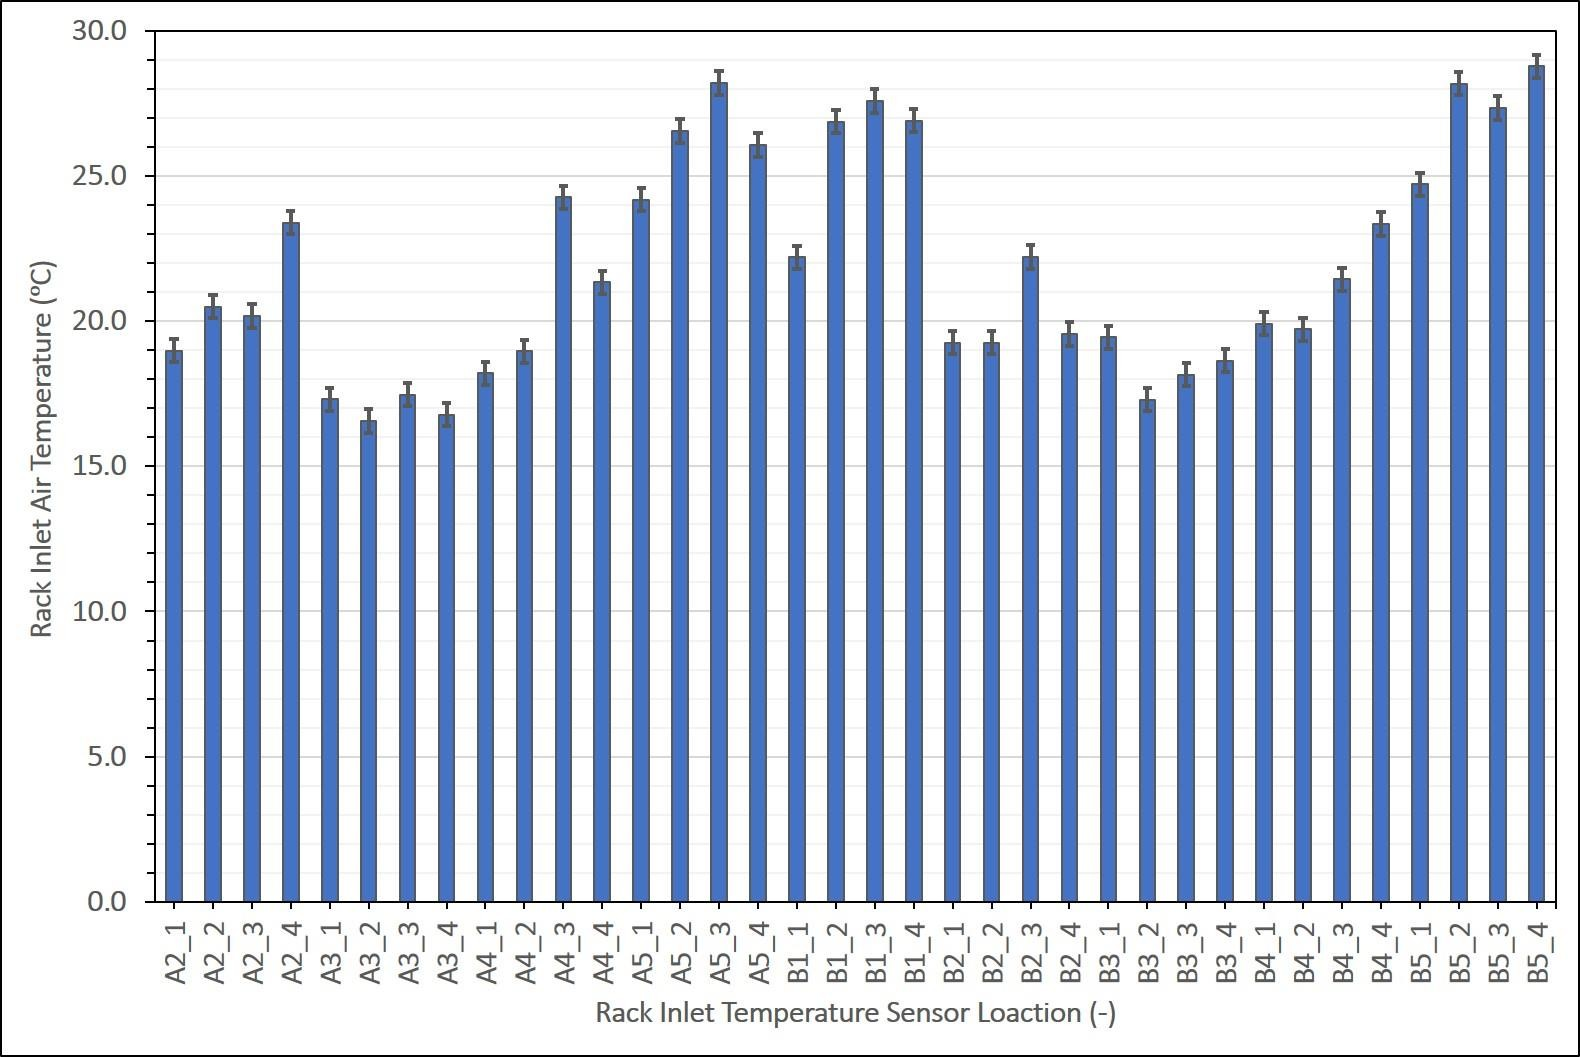 30.0
25.0
20.0
15.0
10.0
5.0
0.0
Rack Inlet Air Temperature (ºC)
A2_1
A2_2
A2_3
A2_4
A3_1
A3_2
A3_3
A3_4
A4_1
A4_2
A4_3
A4_4
A5_1
A5_2
A5_3
A5_4
B1_1
B1_2
B1_3
B1_4
B2_1
B2_2
B2_3
B2_4
B3_1
B3_2
B3_3
B3_4
B4_1
B4_2
B4_3
B4_4
B5_1
B5_2
B5_3
B5_4
Rack Inlet Temperature Sensor Loaction (-)